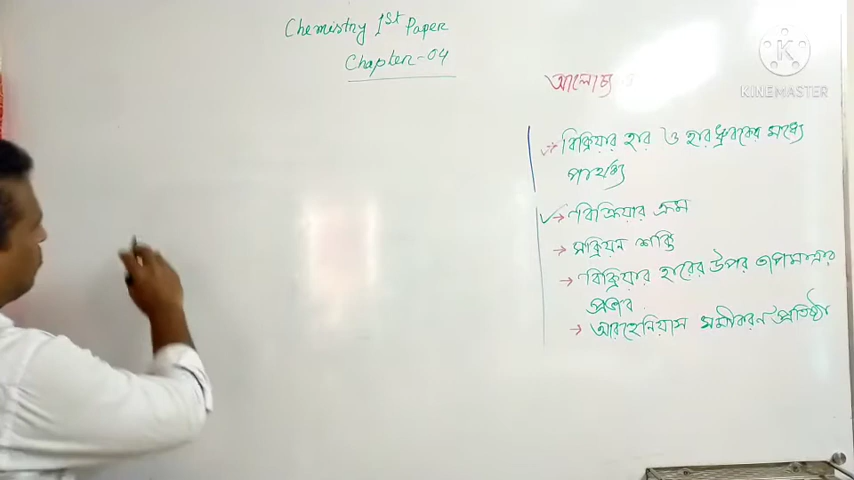 Chemistry 1st Paper
Chapter-04
আলোচ্য
K
KINEMASTER
বিক্রিয়ার হার ও হার ধ্রুবকের মধ্যে
পার্থক্য
→ বিক্রিয়ার ক্রম
→ সক্রিয়ন শক্তি
→ বিক্রিয়ার হারের উপর তাপমাত্রার
প্রভাব
→ আরহেনিয়াস সমীকরণ প্রতিষ্ঠা